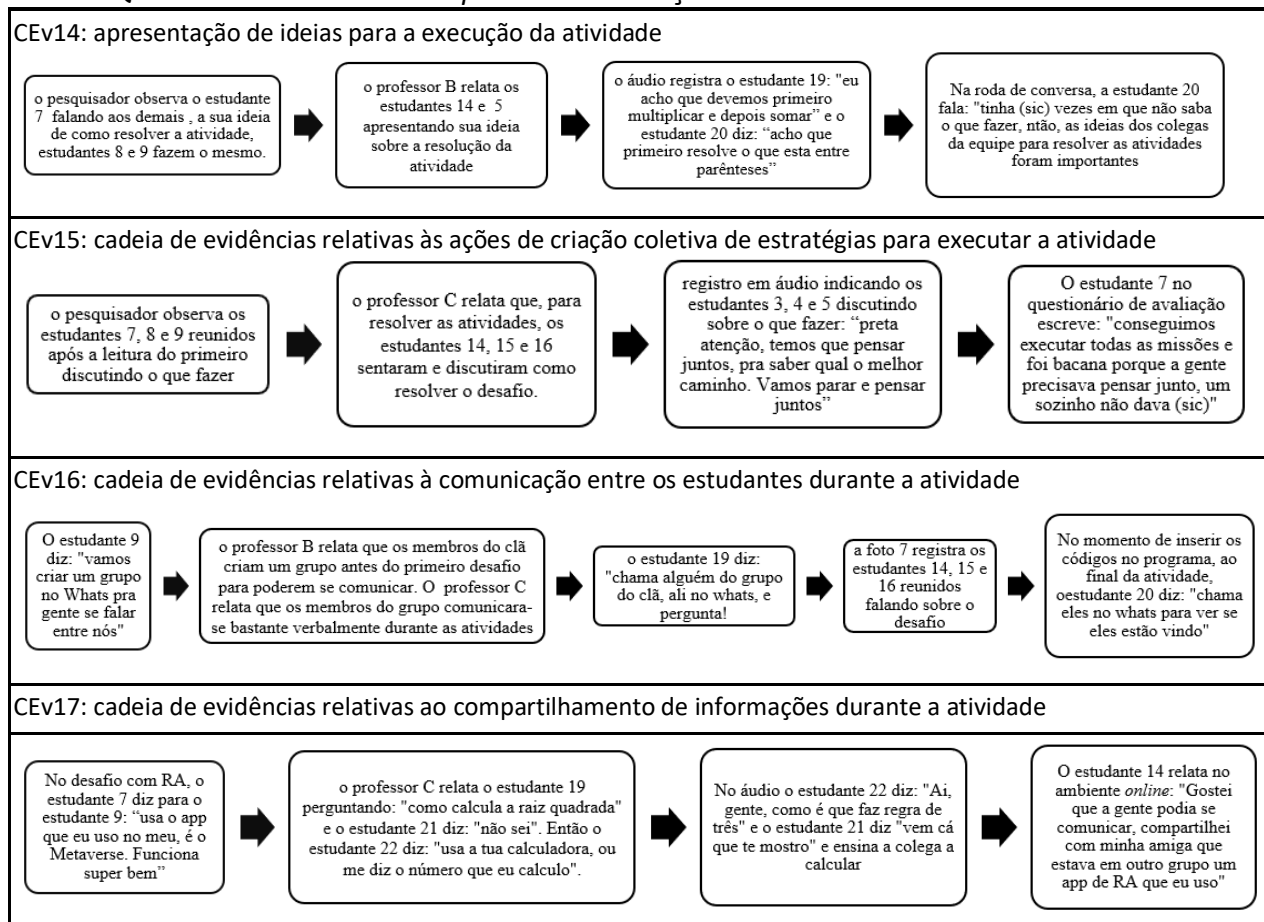 CEv14: apresentação de ideias para a execução da atividade
o pesquisador observa o estudante
7 falando aos demais , a sua ideia
de como resolver a atividade,
estudantes 8 e 9 fazem o mesmo.
o professor B relata os
estudantes 14 e 5
apresentando sua ideia
sobre a resolução da
atividade
o áudio registra o estudante 19: "eu
acho que devemos primeiro
multiplicar e depois somar” e o
estudante 20 diz: “acho que
primeiro resolve o que esta entre
parênteses”
Na roda de conversa, a estudante 20
fala: "tinha (sic) vezes em que não saba
o que fazer, ntão, as ideias dos colegas
da equipe para resolver as atividades
foram importantes
CEv15: cadeia de evidências relativas às ações de criação coletiva de estratégias para executar a atividade
o pesquisador observa os
estudantes 7, 8 e 9 reunidos
após a leitura do primeiro
discutindo o que fazer
o professor C relata que, para
resolver as atividades, os
estudantes 14, 15 e 16
sentaram e discutiram como
resolver o desafio.
registro em áudio indicando os
estudantes 3, 4 e 5 discutindo
sobre o que fazer: “preta
atenção, temos que pensar
juntos, pra saber qual o melhor
caminho. Vamos parar e pensar
juntos”
O estudante 7 no
questionário de avaliação
escreve: "conseguimos
executar todas as missões e
foi bacana porque a gente
precisava pensar junto, um
sozinho não dava (sic)"
CEv16: cadeia de evidências relativas à comunicação entre os estudantes durante a atividade
O estudante 9
diz: "vamos
criar um grupo
no Whats pra
gente se falar
entre nós"
o professor B relata que os membros do clã
criam um grupo antes do primeiro desafio
para poderem se comunicar. O professor C
relata que os membros do grupo comunicara-
se bastante verbalmente durante as atividades
o estudante 19 diz:
"chama alguém do grupo
do clã, ali no whats, e
pergunta!
a foto 7 registra os
estudantes 14, 15 e
16 reunidos
falando sobre o
desafio
No momento de inserir os
códigos no programa, ao
final da atividade,
oestudante 20 diz: "chama
eles no whats para ver se
eles estão vindo"
CEv17: cadeia de evidências relativas ao compartilhamento de informações durante a atividade
No desafio com RA, o
estudante 7 diz para o
estudante 9: “usa o app
que eu uso no meu, é o
Metaverse. Funciona
super bem”
o professor C relata o estudante 19
perguntando: "como calcula a raiz quadrada"
e o estudante 21 diz: "não sei". Então o
estudante 22 diz: "usa a tua calculadora, ou
me diz o número que eu calculo".
No áudio o estudante 22 diz: "Ai,
gente, como é que faz regra de
três" e o estudante 21 diz "vem cá
que te mostro" e ensina a colega a
calcular
O estudante 14 relata no
ambiente online: "Gostei
que a gente podia se
comunicar, compartilhei
com minha amiga que
estava em outro grupo um
app de RA que eu uso"